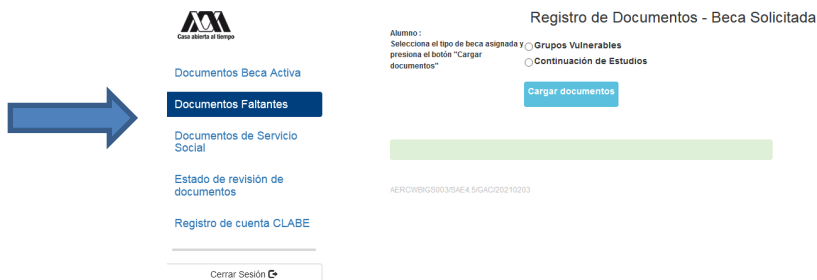 Casa abierta al tiempo
Documentos Beca Activa
Documentos Faltantes
Documentos de Servicio
Social
Estado de revisión de
documentos
Registro de cuenta CLABE
Cerrar Sesión
Registro de Documentos - Beca Solicitada
Alumno :
Selecciona el tipo de beca asignada y
presiona el botón "Cargar
documentos"
Grupos Vulnerables
Continuación de Estudios
Cargar documentos
AERCWBIGS003/SAE4.5/GAC/20210203